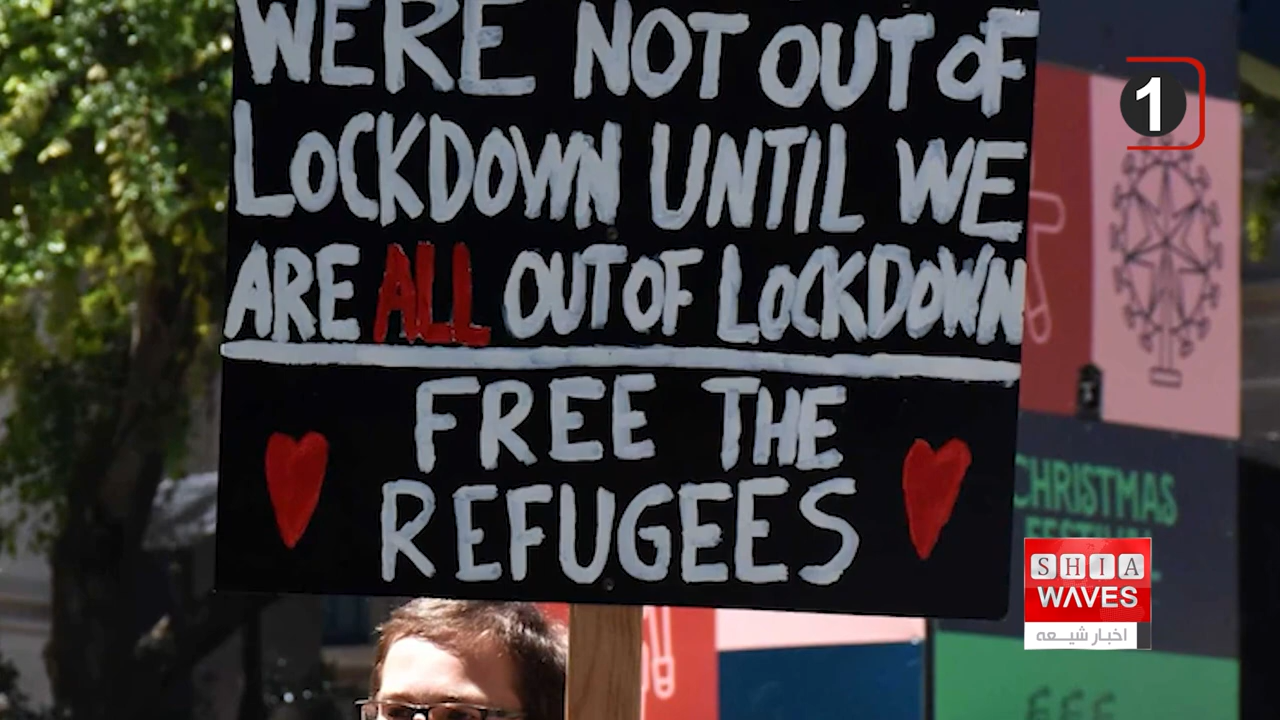 WERE NOT OUT OF
LOCKDOWN UNTIL WE
ARE ALL OUT OF LOCKDOWN
FREE THE
REFUGEES
1
CHRISTMAS
FESTIVAL
SHIA
WAVES
اخبار شیعه